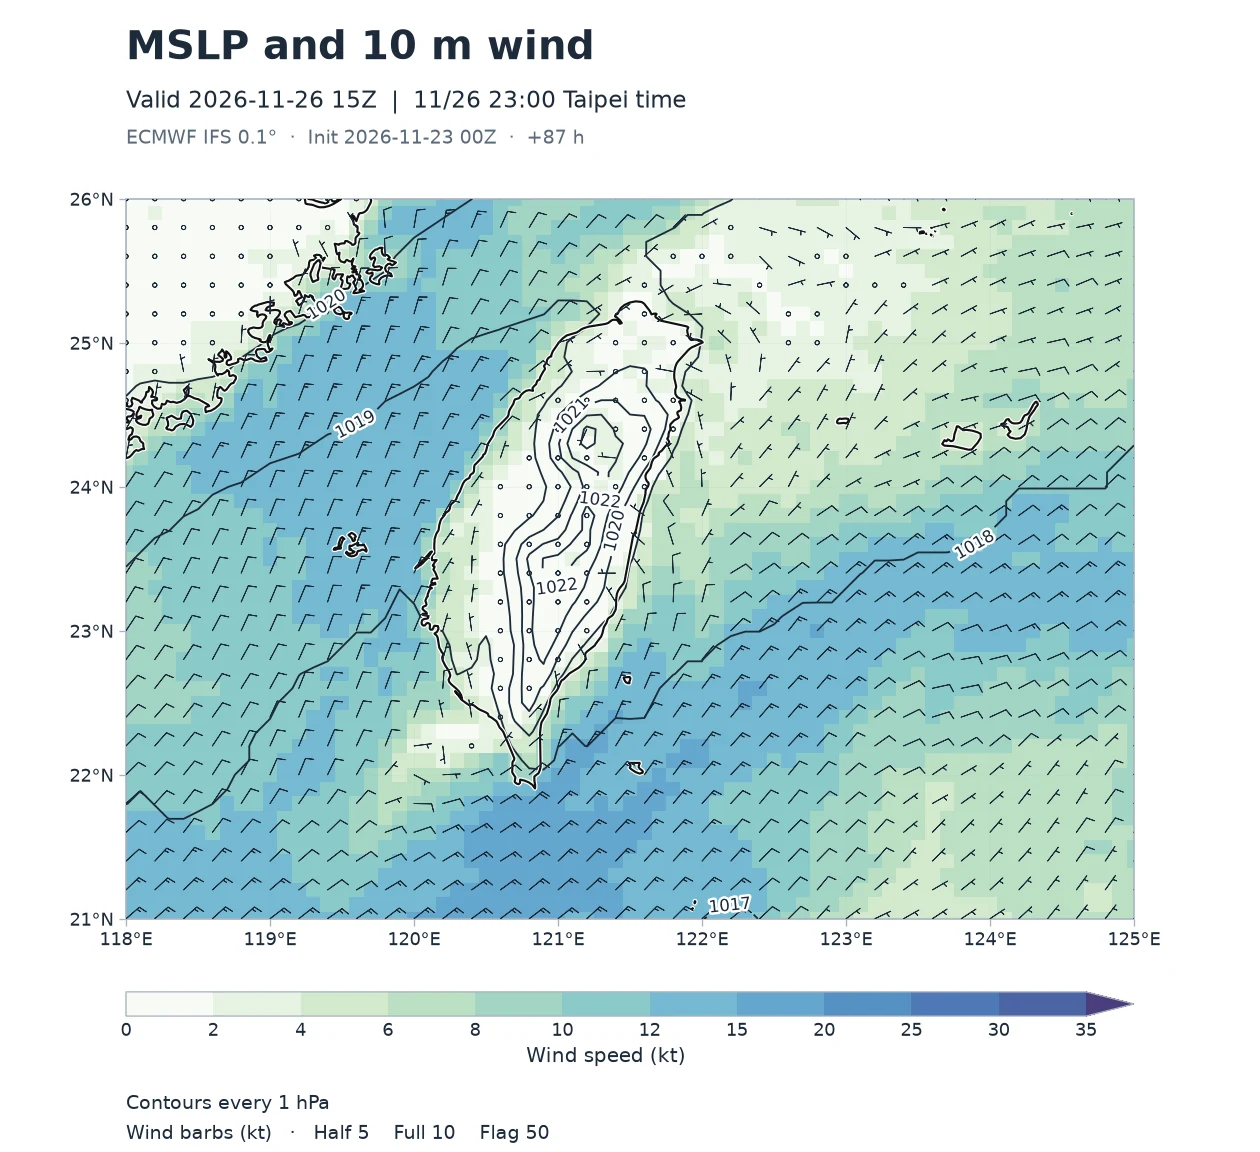 MSLP and 10 m wind
Valid 2026-11-26 15Z | 11/26 23:00 Taipei time
ECMWF IFS 0.1° · Init 2026-11-23 00Z · +87 h
26°N
25°N
24°N
23°N
22°N
21°N
1020
1019
1021
1022
1020
1022
1018
1017
118°E 119°E 120°E 121°E 122°E 123°E 124°E 125°E
0 2 4 6 8 10 12 15 20 25 30 35
Wind speed (kt)
Contours every 1 hPa
Wind barbs (kt) · Half 5 Full 10 Flag 50